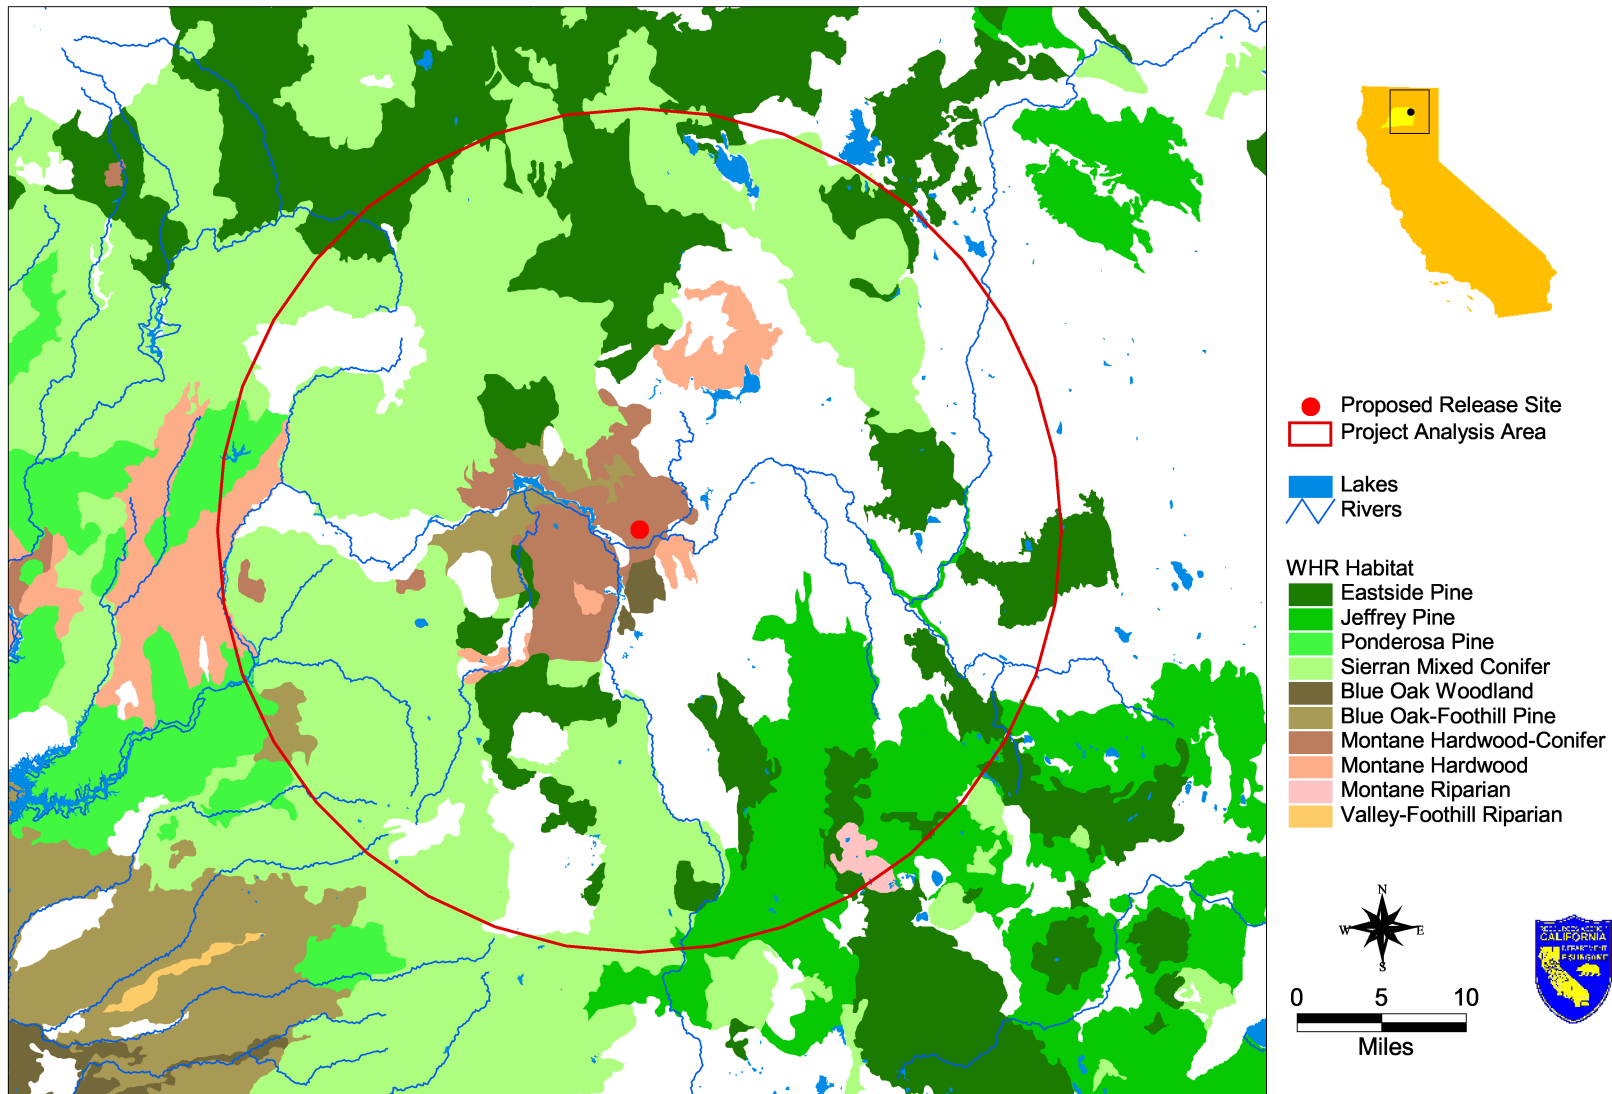 Proposed Release Site
Project Analysis Area
Lakes
Rivers
WHR Habitat
Eastside Pine
Jeffrey Pine
Ponderosa Pine
Sierran Mixed Conifer
Blue Oak Woodland
Blue Oak-Foothill Pine
Montane Hardwood-Conifer
Montane Hardwood
Montane Riparian
Valley-Foothill Riparian
N
W E
S
0 5 10
Miles
CALIFORNIA